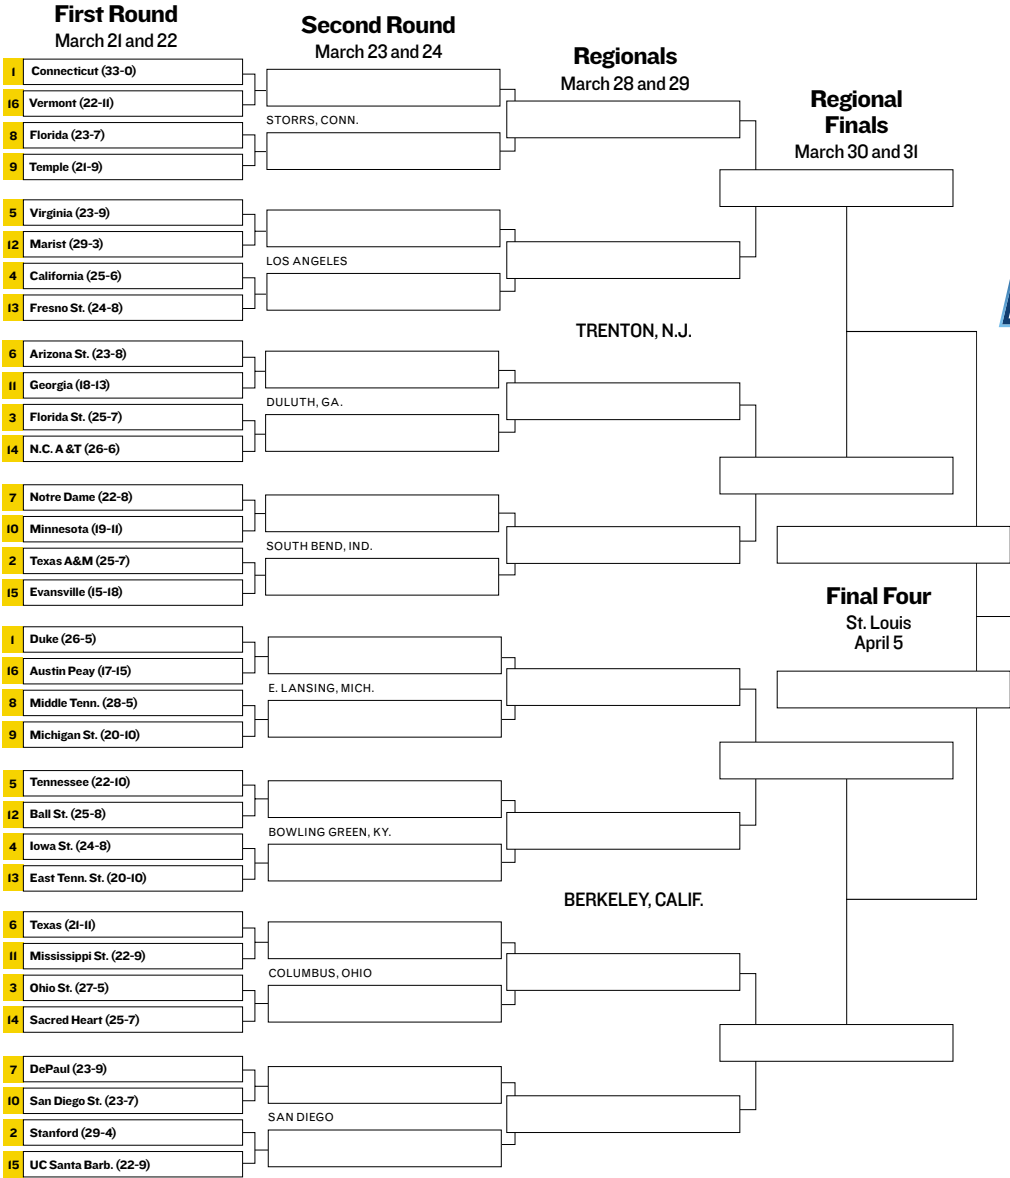 First Round
March 21 and 22
Second Round
March 23 and 24
Regionals
March 28 and 29
Regional
Finals
March 30 and 31
1 Connecticut (33-0)
16 Vermont (22-11)
STORRS, CONN.
8 Florida (23-7)
9 Temple (21-9)
5 Virginia (23-9)
12 Marist (29-3)
LOS ANGELES
4 California (25-6)
13 Fresno St. (24-8)
TRENTON, N.J.
6 Arizona St. (23-8)
11 Georgia (18-13)
DULUTH, GA.
3 Florida St. (25-7)
14 N.C. A &T (26-6)
7 Notre Dame (22-8)
10 Minnesota (19-11)
SOUTH BEND, IND.
2 Texas A&M (25-7)
15 Evansville (15-18)
Final Four
St. Louis
April 5
1 Duke (26-5)
16 Austin Peay (17-15)
E. LANSING, MICH.
8 Middle Tenn. (28-5)
9 Michigan St. (20-10)
5 Tennessee (22-10)
12 Ball St. (25-8)
BOWLING GREEN, KY.
4 Iowa St. (24-8)
13 East Tenn. St. (20-10)
BERKELEY, CALIF.
6 Texas (21-11)
11 Mississippi St. (22-9)
COLUMBUS, OHIO
3 Ohio St. (27-5)
14 Sacred Heart (25-7)
7 DePaul (23-9)
10 San Diego St. (23-7)
SAN DIEGO
2 Stanford (29-4)
15 UC Santa Barb. (22-9)